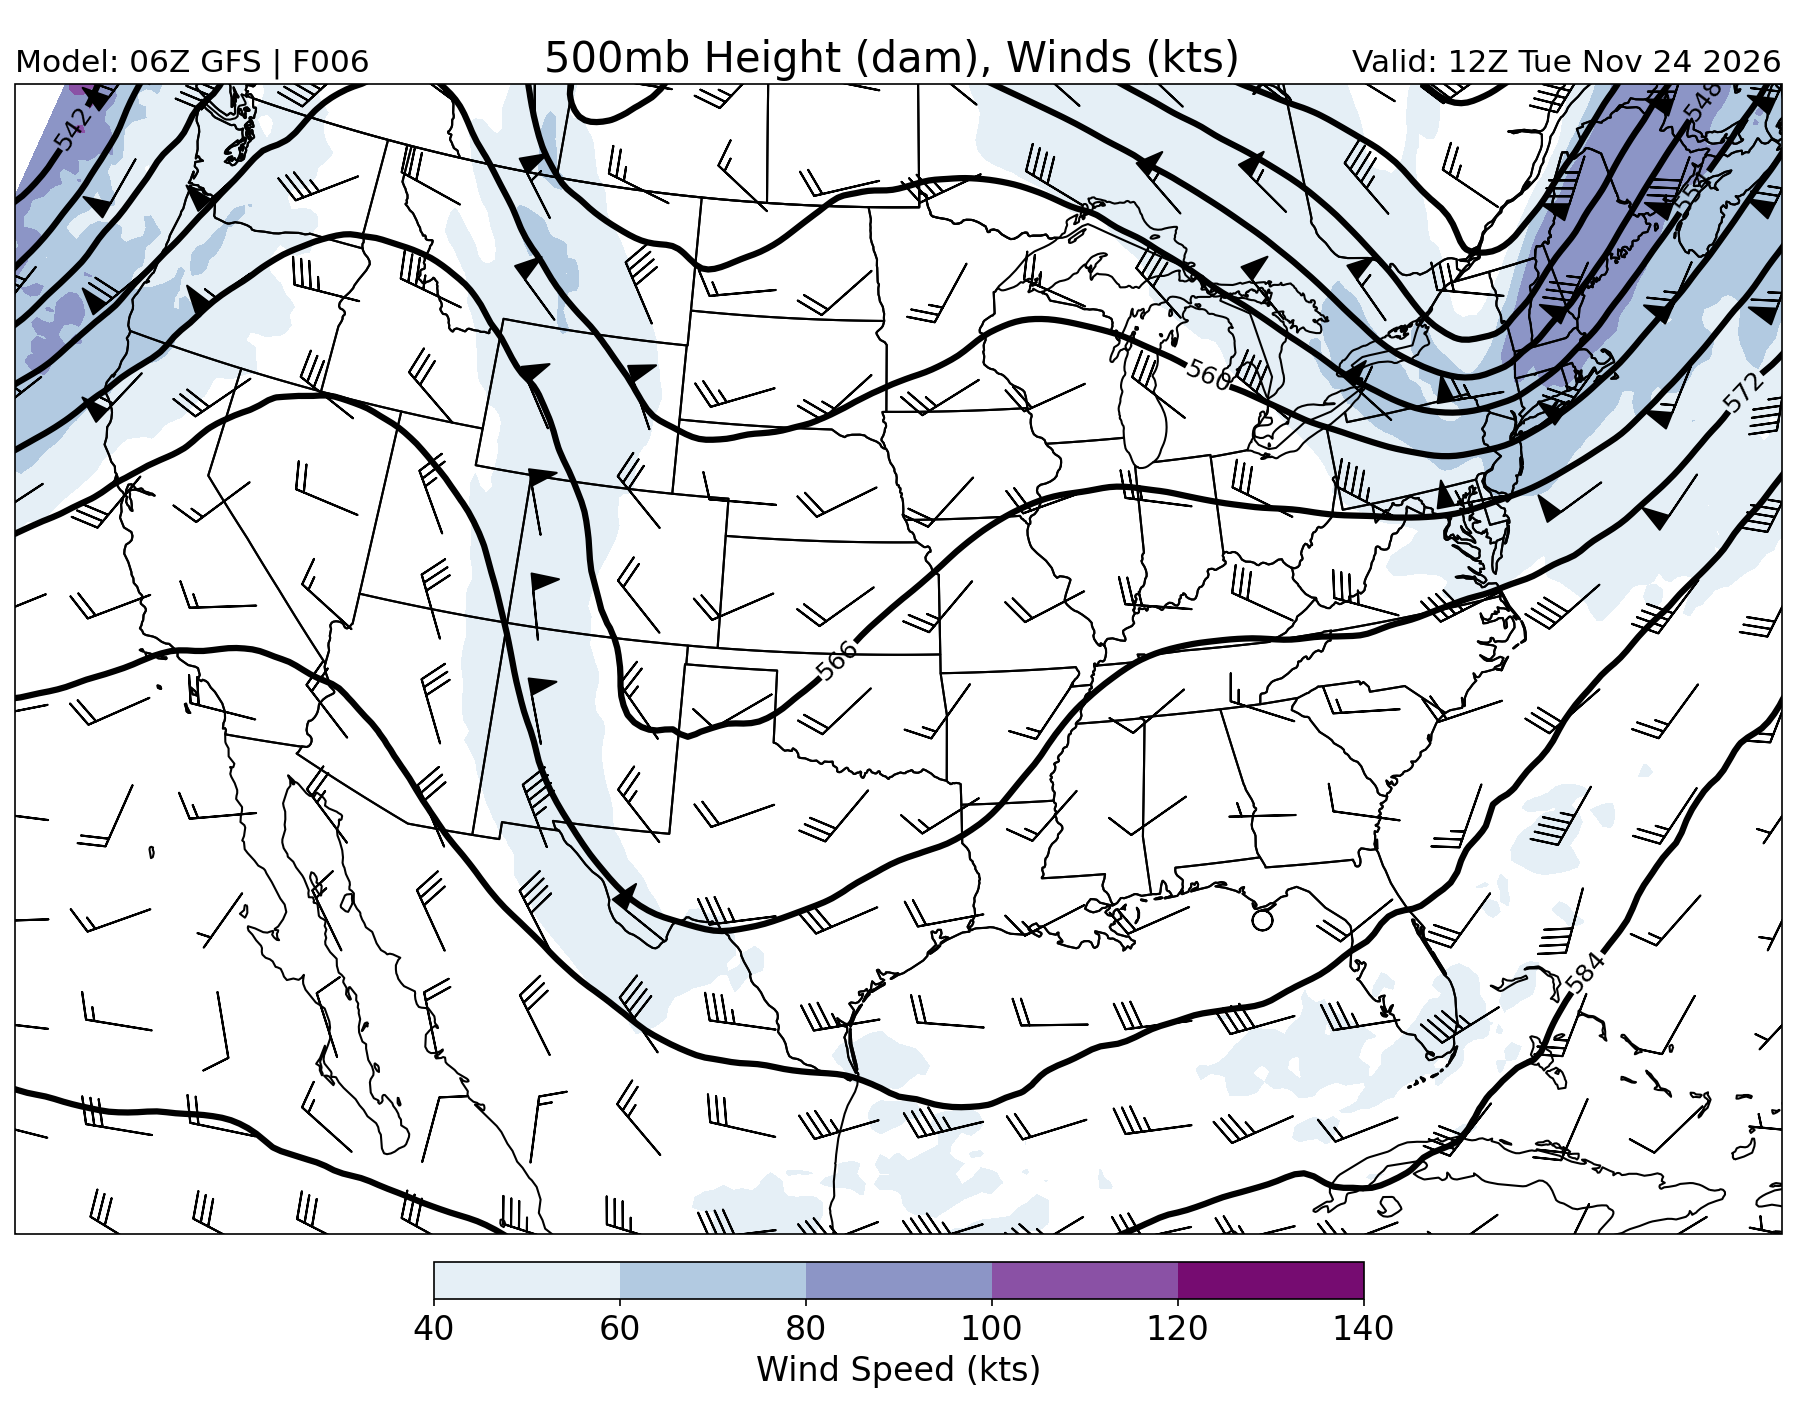 Model: 06Z GFS | F006
500mb Height (dam), Winds (kts)
Valid: 12Z Tue Nov 24 2026
542
548
560
572
566
584
40 60 80 100 120 140
Wind Speed (kts)